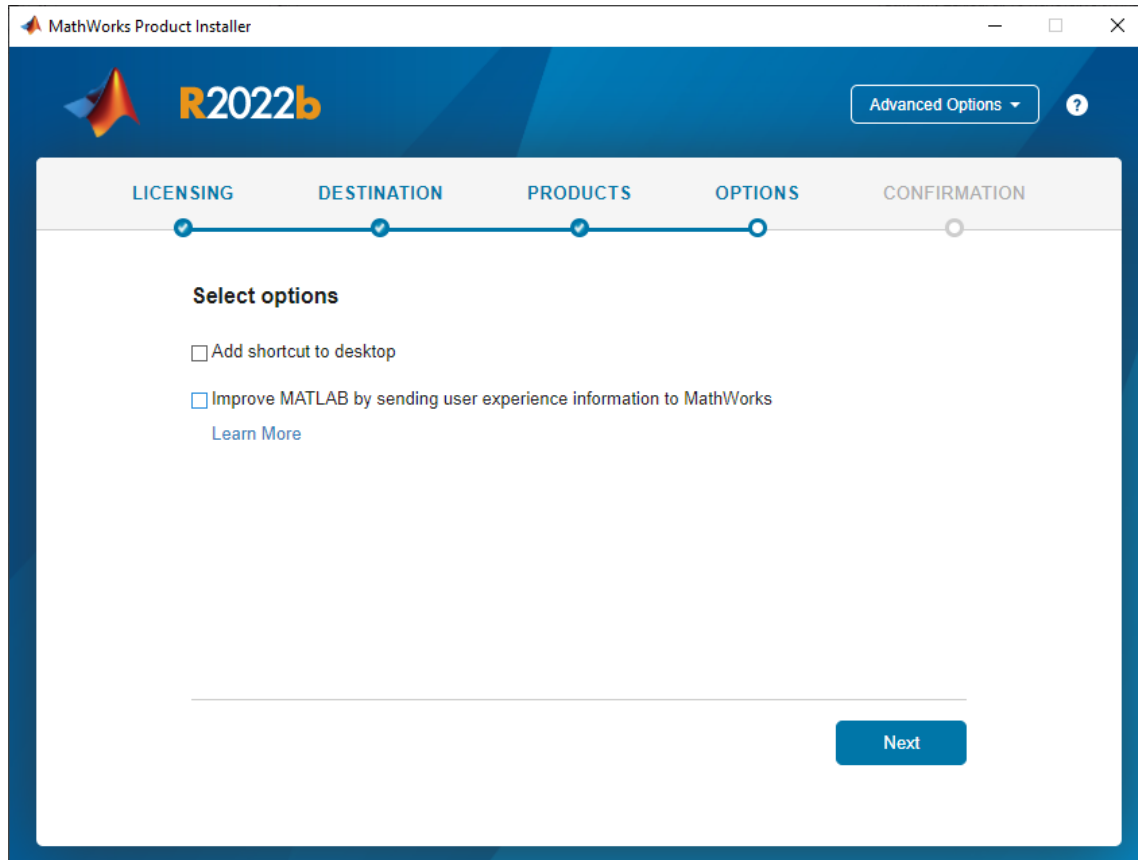 MathWorks Product Installer
R2022b
Advanced Options
?
LICENSING DESTINATION PRODUCTS OPTIONS CONFIRMATION
Select options
Add shortcut to desktop
Improve MATLAB by sending user experience information to MathWorks
Learn More
Next